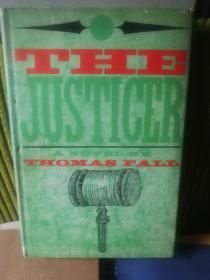 THE
JUSTICER
A NOVEL BY
THOMAS FALL